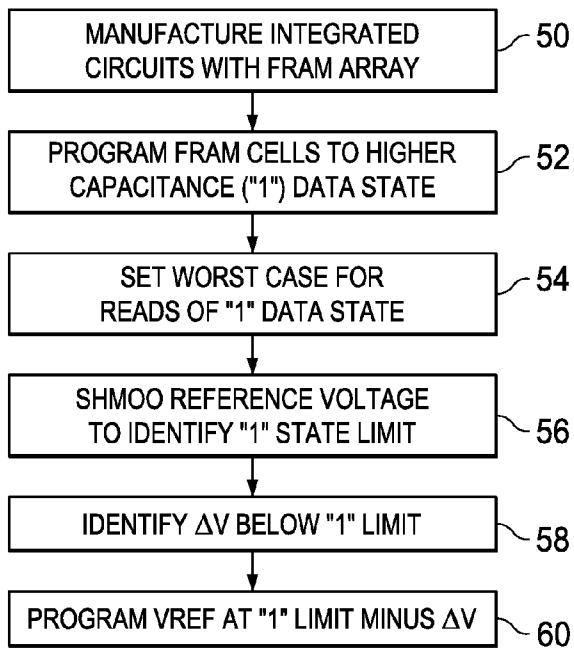 MANUFACTURE INTEGRATED
CIRCUITS WITH FRAM ARRAY
50
PROGRAM FRAM CELLS TO HIGHER
CAPACITANCE ("1") DATA STATE
52
SET WORST CASE FOR
READS OF "1" DATA STATE
54
SHMOO REFERENCE VOLTAGE
TO IDENTIFY "1" STATE LIMIT
56
IDENTIFY ΔV BELOW "1" LIMIT
58
PROGRAM VREF AT "1" LIMIT MINUS ΔV
60